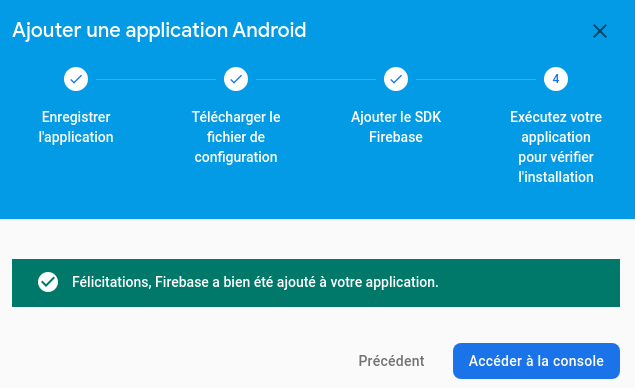 Ajouter une application Android
4
Enregistrer
l'application
Télécharger le
fichier de
configuration
Ajouter le SDK
Firebase
Exécutez votre
application
pour vérifier
l'installation
Félicitations, Firebase a bien été ajouté à votre application.
Précédent
Accéder à la console